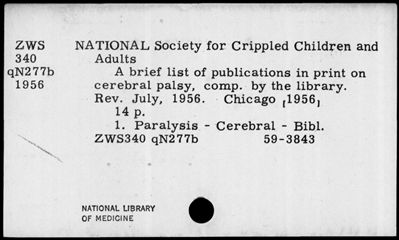 ZWS NATIONAL Society for Crippled Children and
340 Adults
qN277b A brief list of publications in print on
1956 cerebral palsy, comp. by the library.
Rev. July, 1956. Chicago [1956]
14 p.
1. Paralysis - Cerebral - Bibl.
ZWS340 qN277b 59-3843
NATIONAL LIBRARY
OF MEDICINE